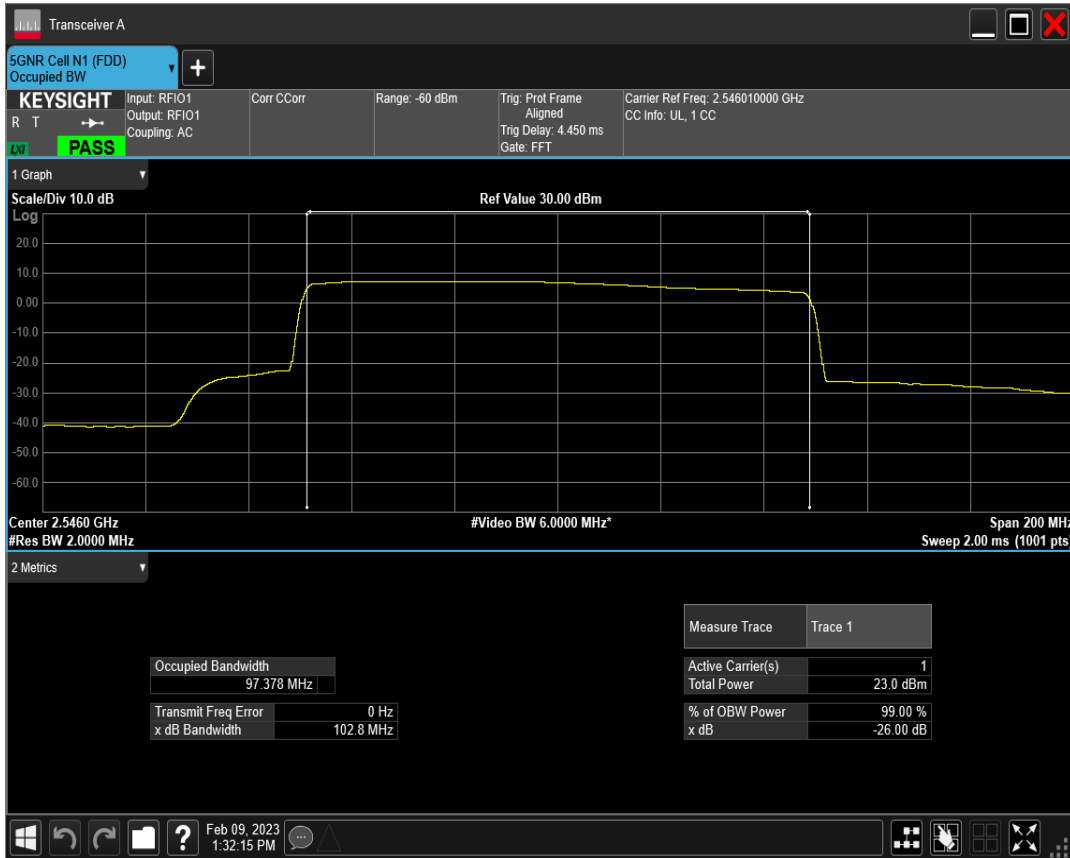 Transceiver A
5GNR Cell N1 (FDD)
Occupied BW
+
KEYSIGHT
R T
LXI
PASS
Input: RFIO1
Output: RFIO1
Coupling: AC
Corr CCorr
Range: -60 dBm
Trig: Prot Frame
Aligned
Trig Delay: 4.450 ms
Gate: FFT
Carrier Ref Freq: 2.546010000 GHz
CC Info: UL, 1 CC
1 Graph
Scale/Div 10.0 dB
Ref Value 30.00 dBm
Log
20.0
10.0
0.00
-10.0
-20.0
-30.0
-40.0
-50.0
-60.0
Center 2.5460 GHz
#Video BW 6.0000 MHz*
Span 200 MHz
#Res BW 2.0000 MHz
Sweep 2.00 ms (1001 pts)
2 Metrics
Measure Trace Trace 1
Occupied Bandwidth
97.378 MHz
Active Carrier(s) 1
Total Power 23.0 dBm
Transmit Freq Error 0 Hz
x dB Bandwidth 102.8 MHz
% of OBW Power 99.00 %
x dB -26.00 dB
?
Feb 09, 2023
1:32:15 PM